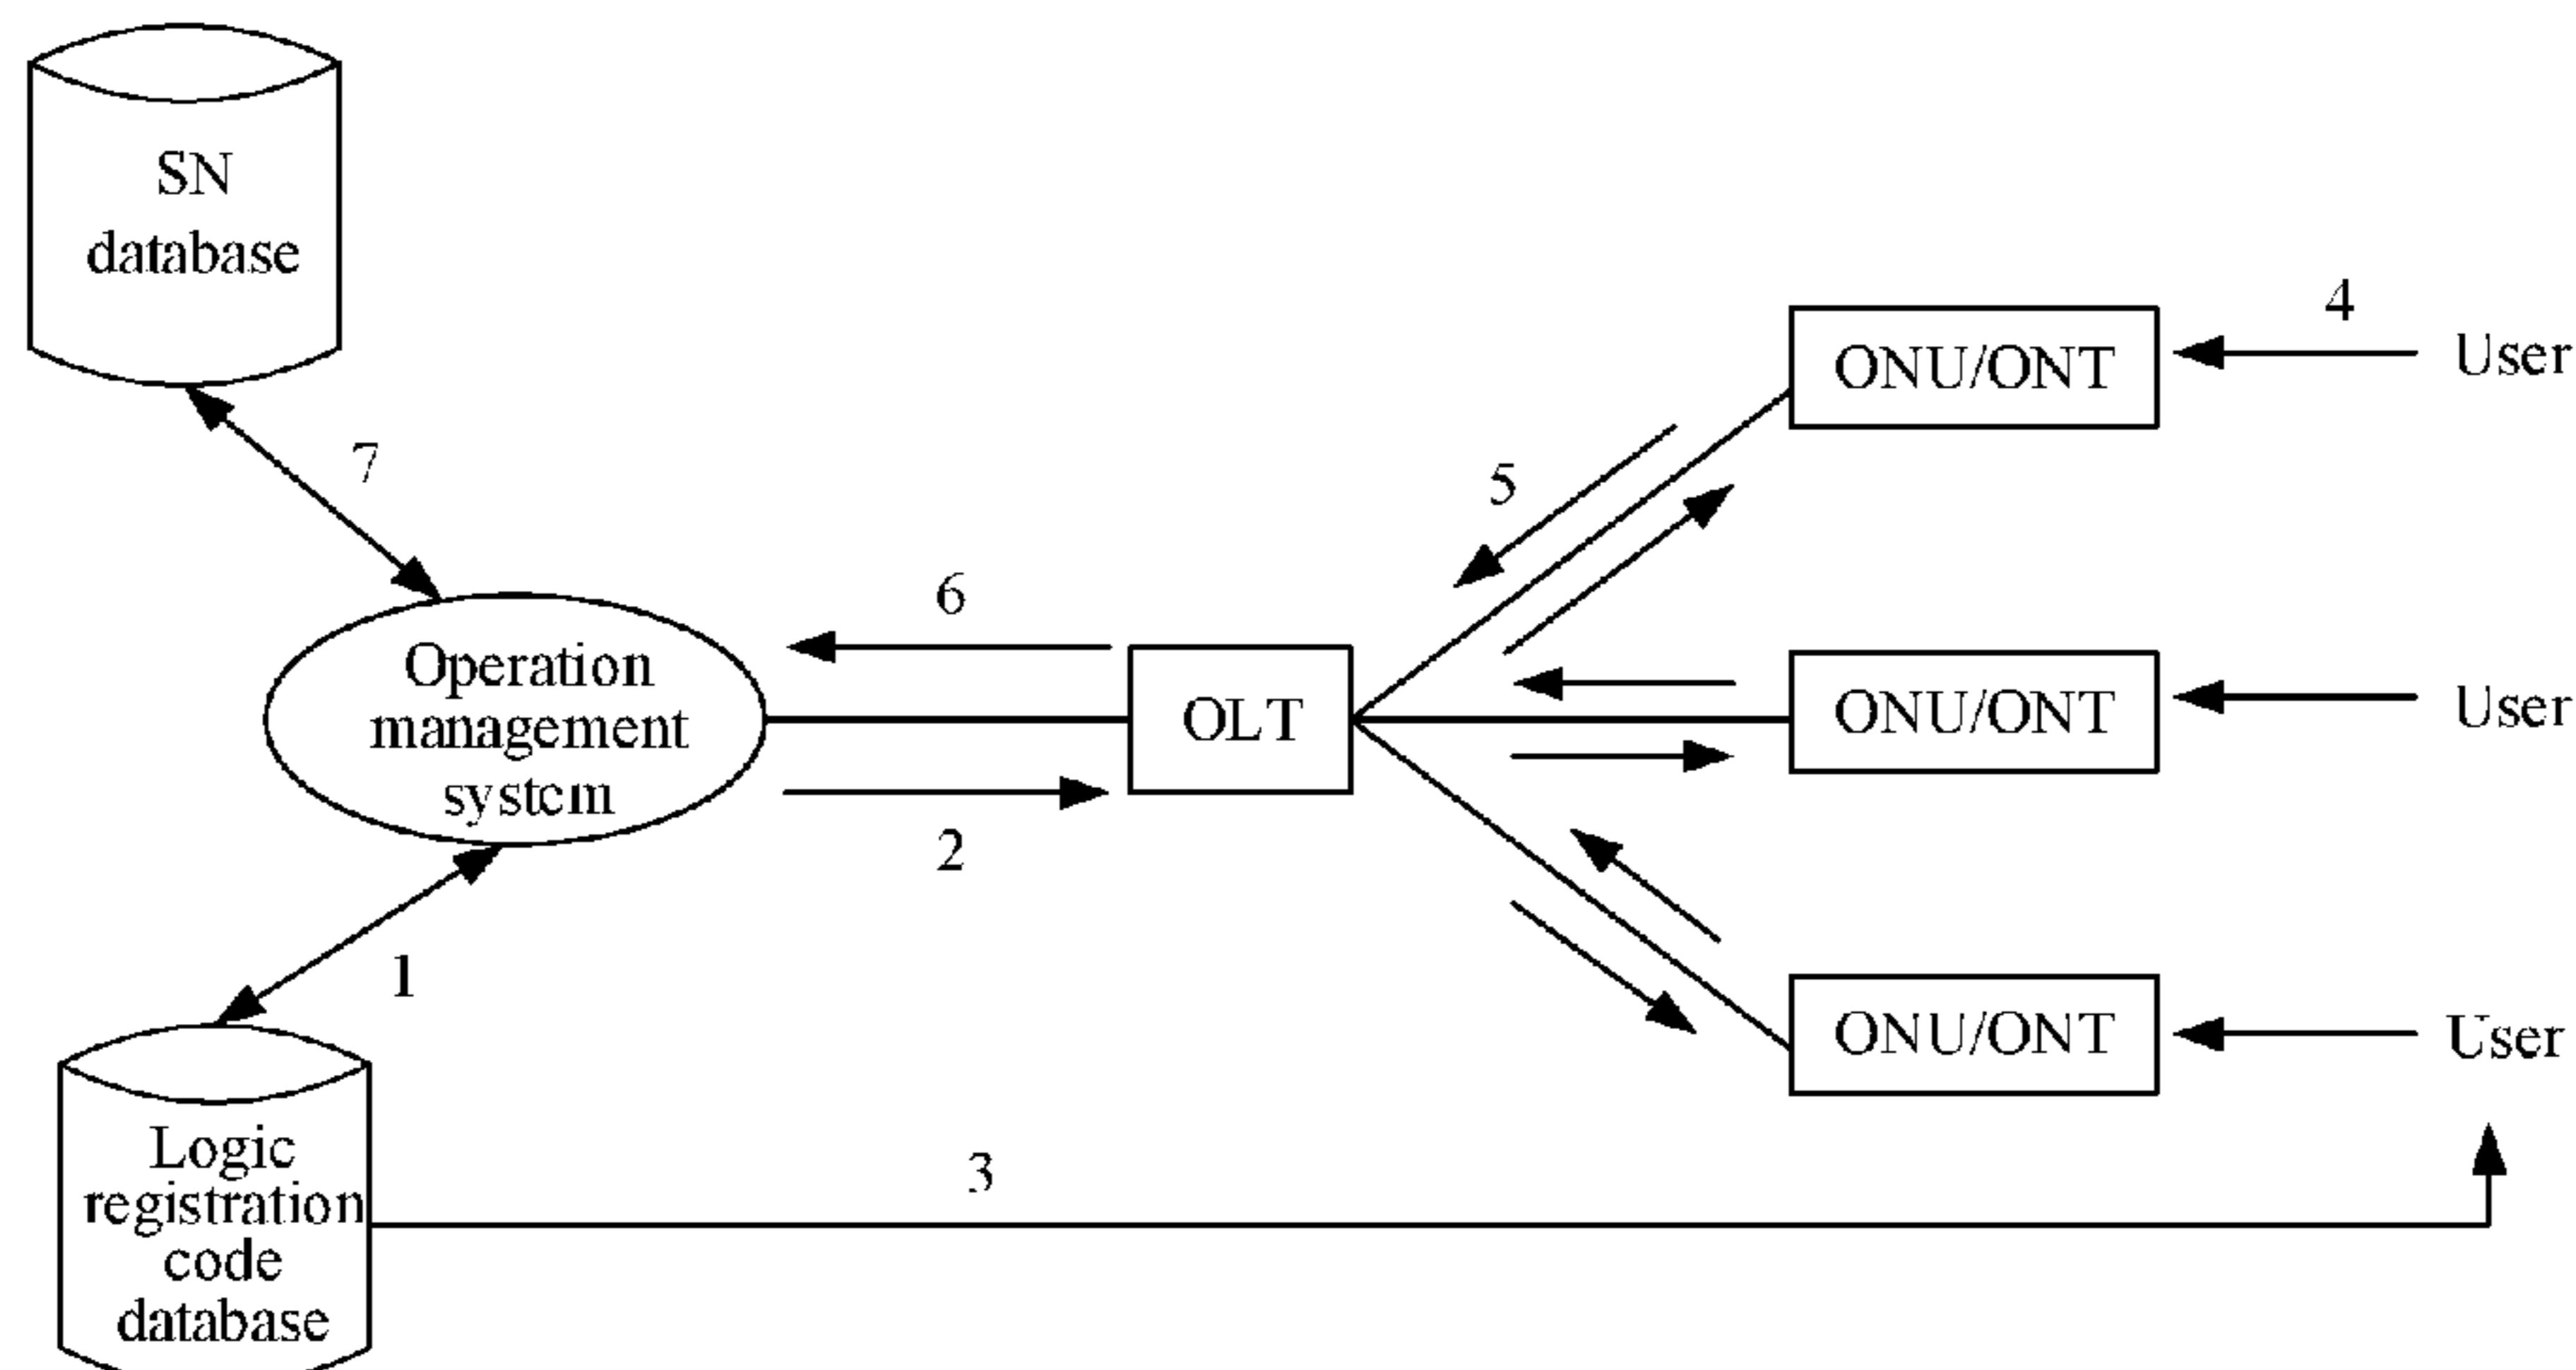 SN
database
4
ONU/ONT
User
7
5
6
Operation
management
system
OLT
ONU/ONT
User
2
1
ONU/ONT
User
Logic
registration
code
database
3